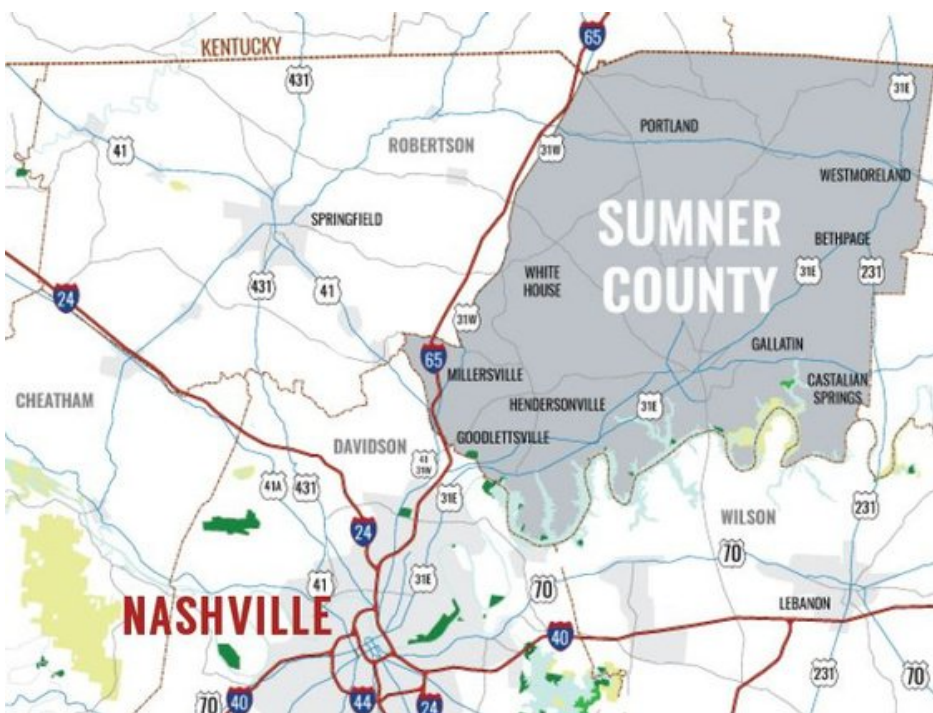 65
KENTUCKY
431
31E
41
PORTLAND
ROBERTSON
31W
WESTMORELAND
SPRINGFIELD
SUMNER
COUNTY
BETHPAGE
WHITE
HOUSE
31E
231
431
41
24
31W
GALLATIN
65
MILLERSVILLE
CASTALIAN
SPRINGS
CHEATHAM
HENDERSONVILLE
31E
DAVIDSON
GOODLETTSVILLE
41
31W
41A
431
31E
231
WILSON
24
70
41
31E
70
NASHVILLE
LEBANON
40
231
70
70
40
44
24